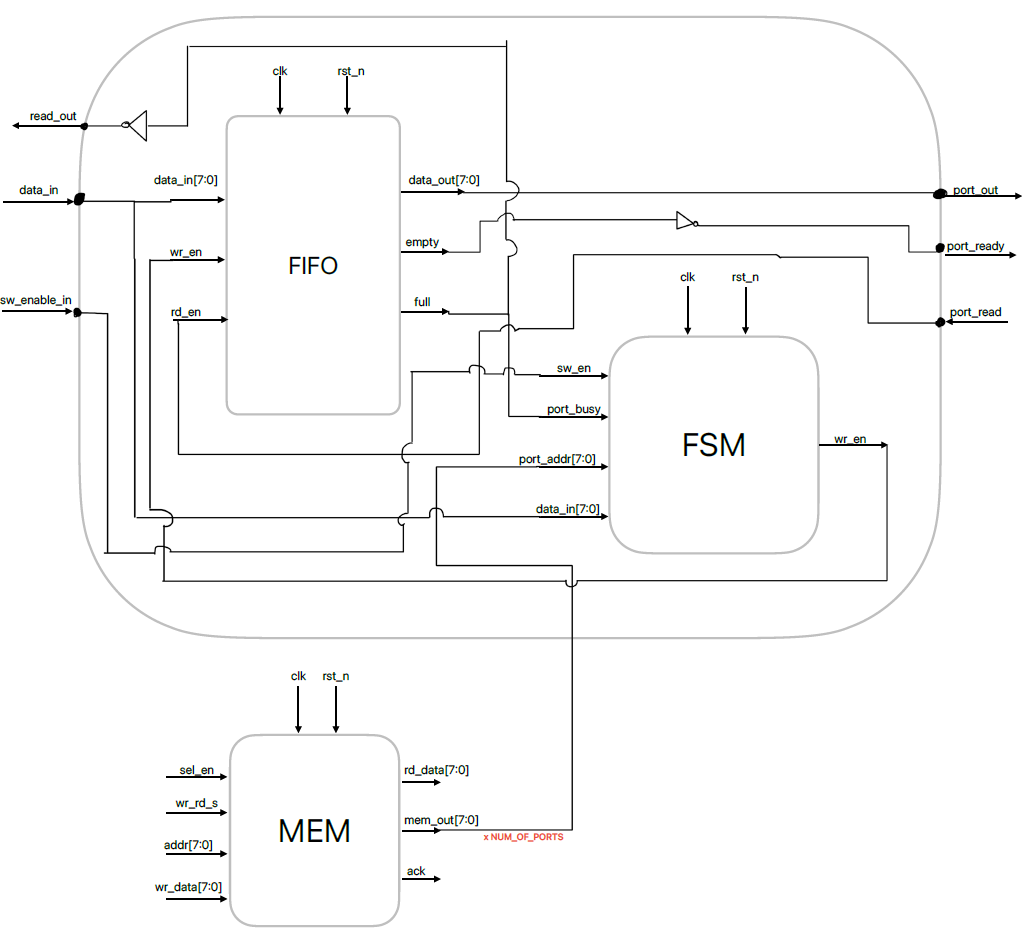 clk
rst_n
read_out
data_in[7:0]
data_out[7:0]
data_in
port_out
wr_en
empty
port_ready
FIFO
clk
rst_n
sw_enable_in
rd_en
full
port_read
sw_en
port_busy
FSM
wr_en
port_addr[7:0]
data_in[7:0]
clk
rst_n
sel_en
rd_data[7:0]
wr_rd_s
mem_out[7:0]
MEM
x NUM_OF_PORTS
addr[7:0]
ack
wr_data[7:0]